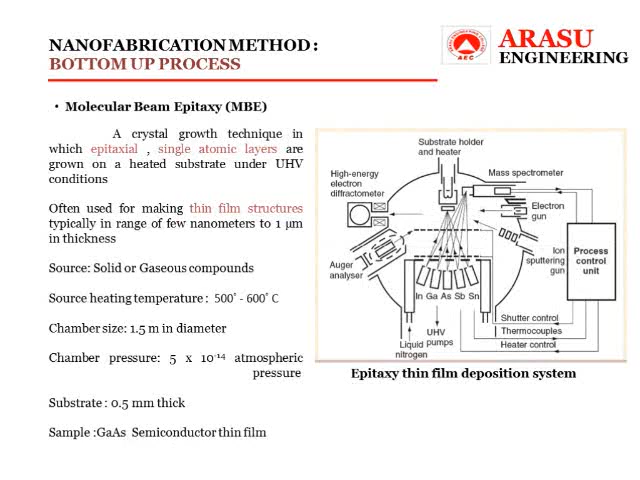 NANOFABRICATION METHOD :
BOTTOM UP PROCESS
ARASU
ENGINEERING
AEC
• Molecular Beam Epitaxy (MBE)
A crystal growth technique in
which epitaxial , single atomic layers are
grown on a heated substrate under UHV
conditions
Often used for making thin film structures
typically in range of few nanometers to 1 μm
in thickness
Source: Solid or Gaseous compounds
Source heating temperature : 500° - 600° C
Chamber size: 1.5 m in diameter
Chamber pressure: 5 x 10⁻¹⁴ atmospheric
pressure
Substrate : 0.5 mm thick
Sample :GaAs Semiconductor thin film
Substrate holder
and heater
High-energy
electron
diffractometer
Mass spectrometer
Electron
gun
Ion
sputtering
gun
Process
control
unit
Auger
analyser
In Ga As Sb Sn
Liquid
nitrogen
UHV
pumps
Shutter control
Thermocouples
Heater control
Epitaxy thin film deposition system